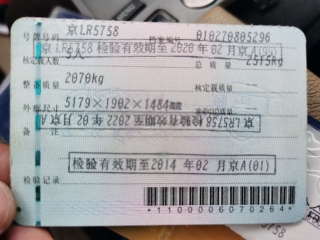 号牌号码 京LR5758 档案编号 010270805296
京LR5758 检验有效期至2020年02月京A(99)
核定载人数 5人 总质量 2515kg
整备质量 2070kg 核定载质量
外廓尺寸 5179×1902×1484mm 准牵引总质量
备注 京LR5758 检验有效期至2022年02月京A
检验有效期至2014年02月京A(01)
检验记录
*1100006070264*